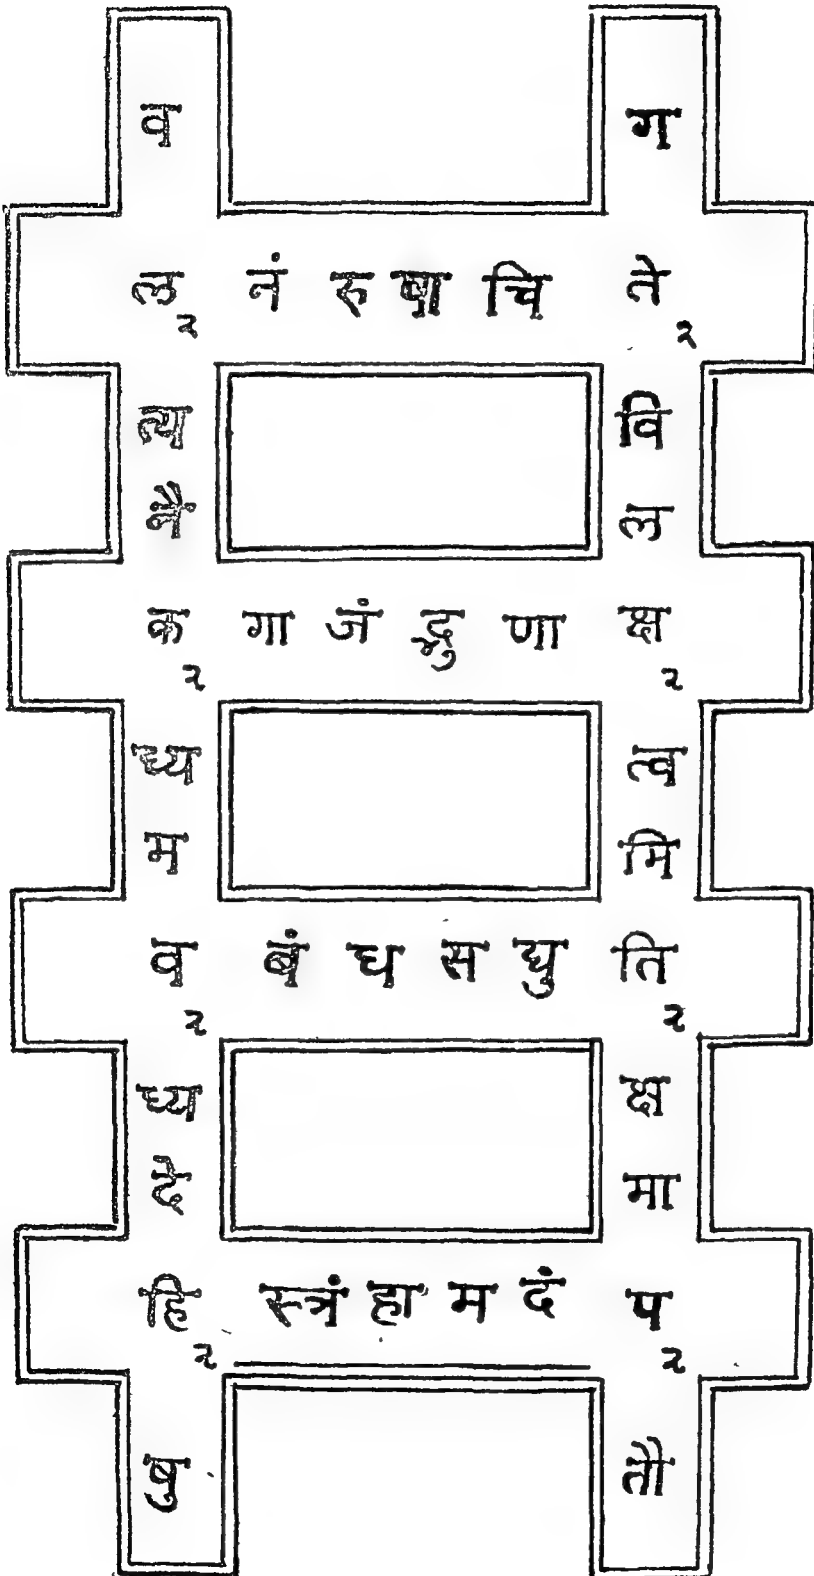 व ग
ल२ नं रु षा चि ते२
त्य वि
नै ल
क२ गा जं द्गु णा क्ष२
ध्य त्व
म मि
व२ बं ध स द्यु ति२
ध्य क्ष
दे मा
हि२ स्त्रं हा म दं प२
षु तौ